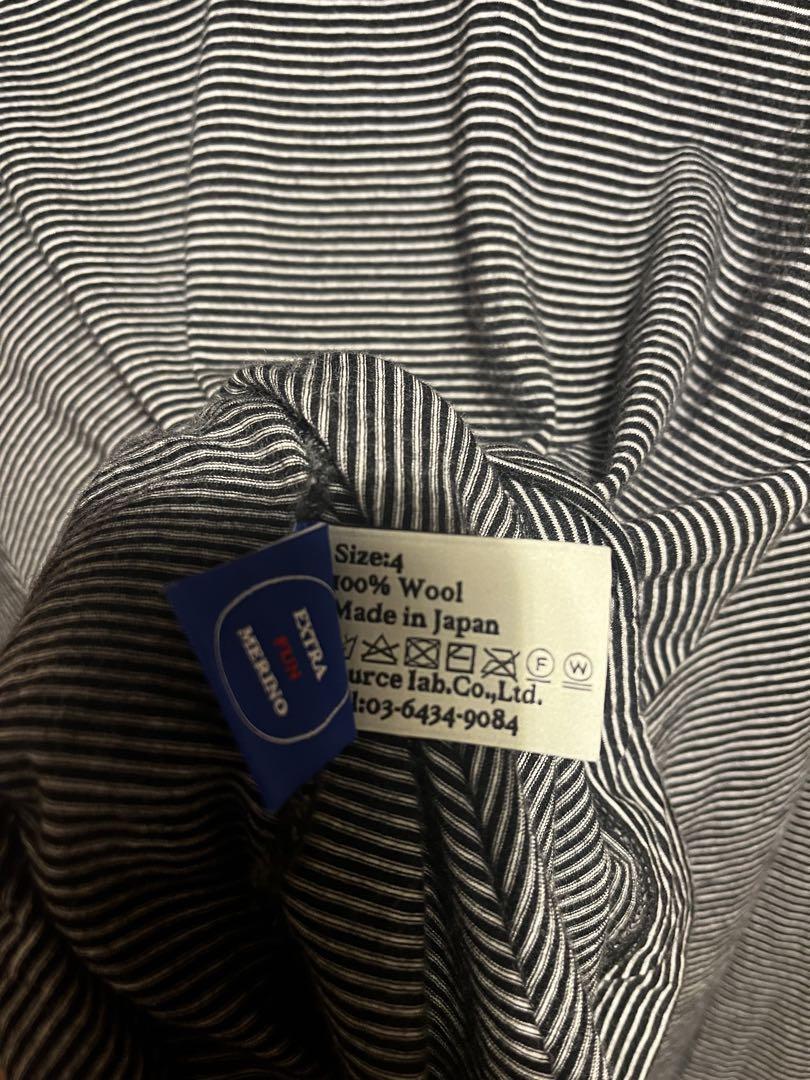 Size:4
100% Wool
Made in Japan
F W
urce lab.Co.,Ltd.
l:03-6434-9084
EXTRA
FUN
MERINO